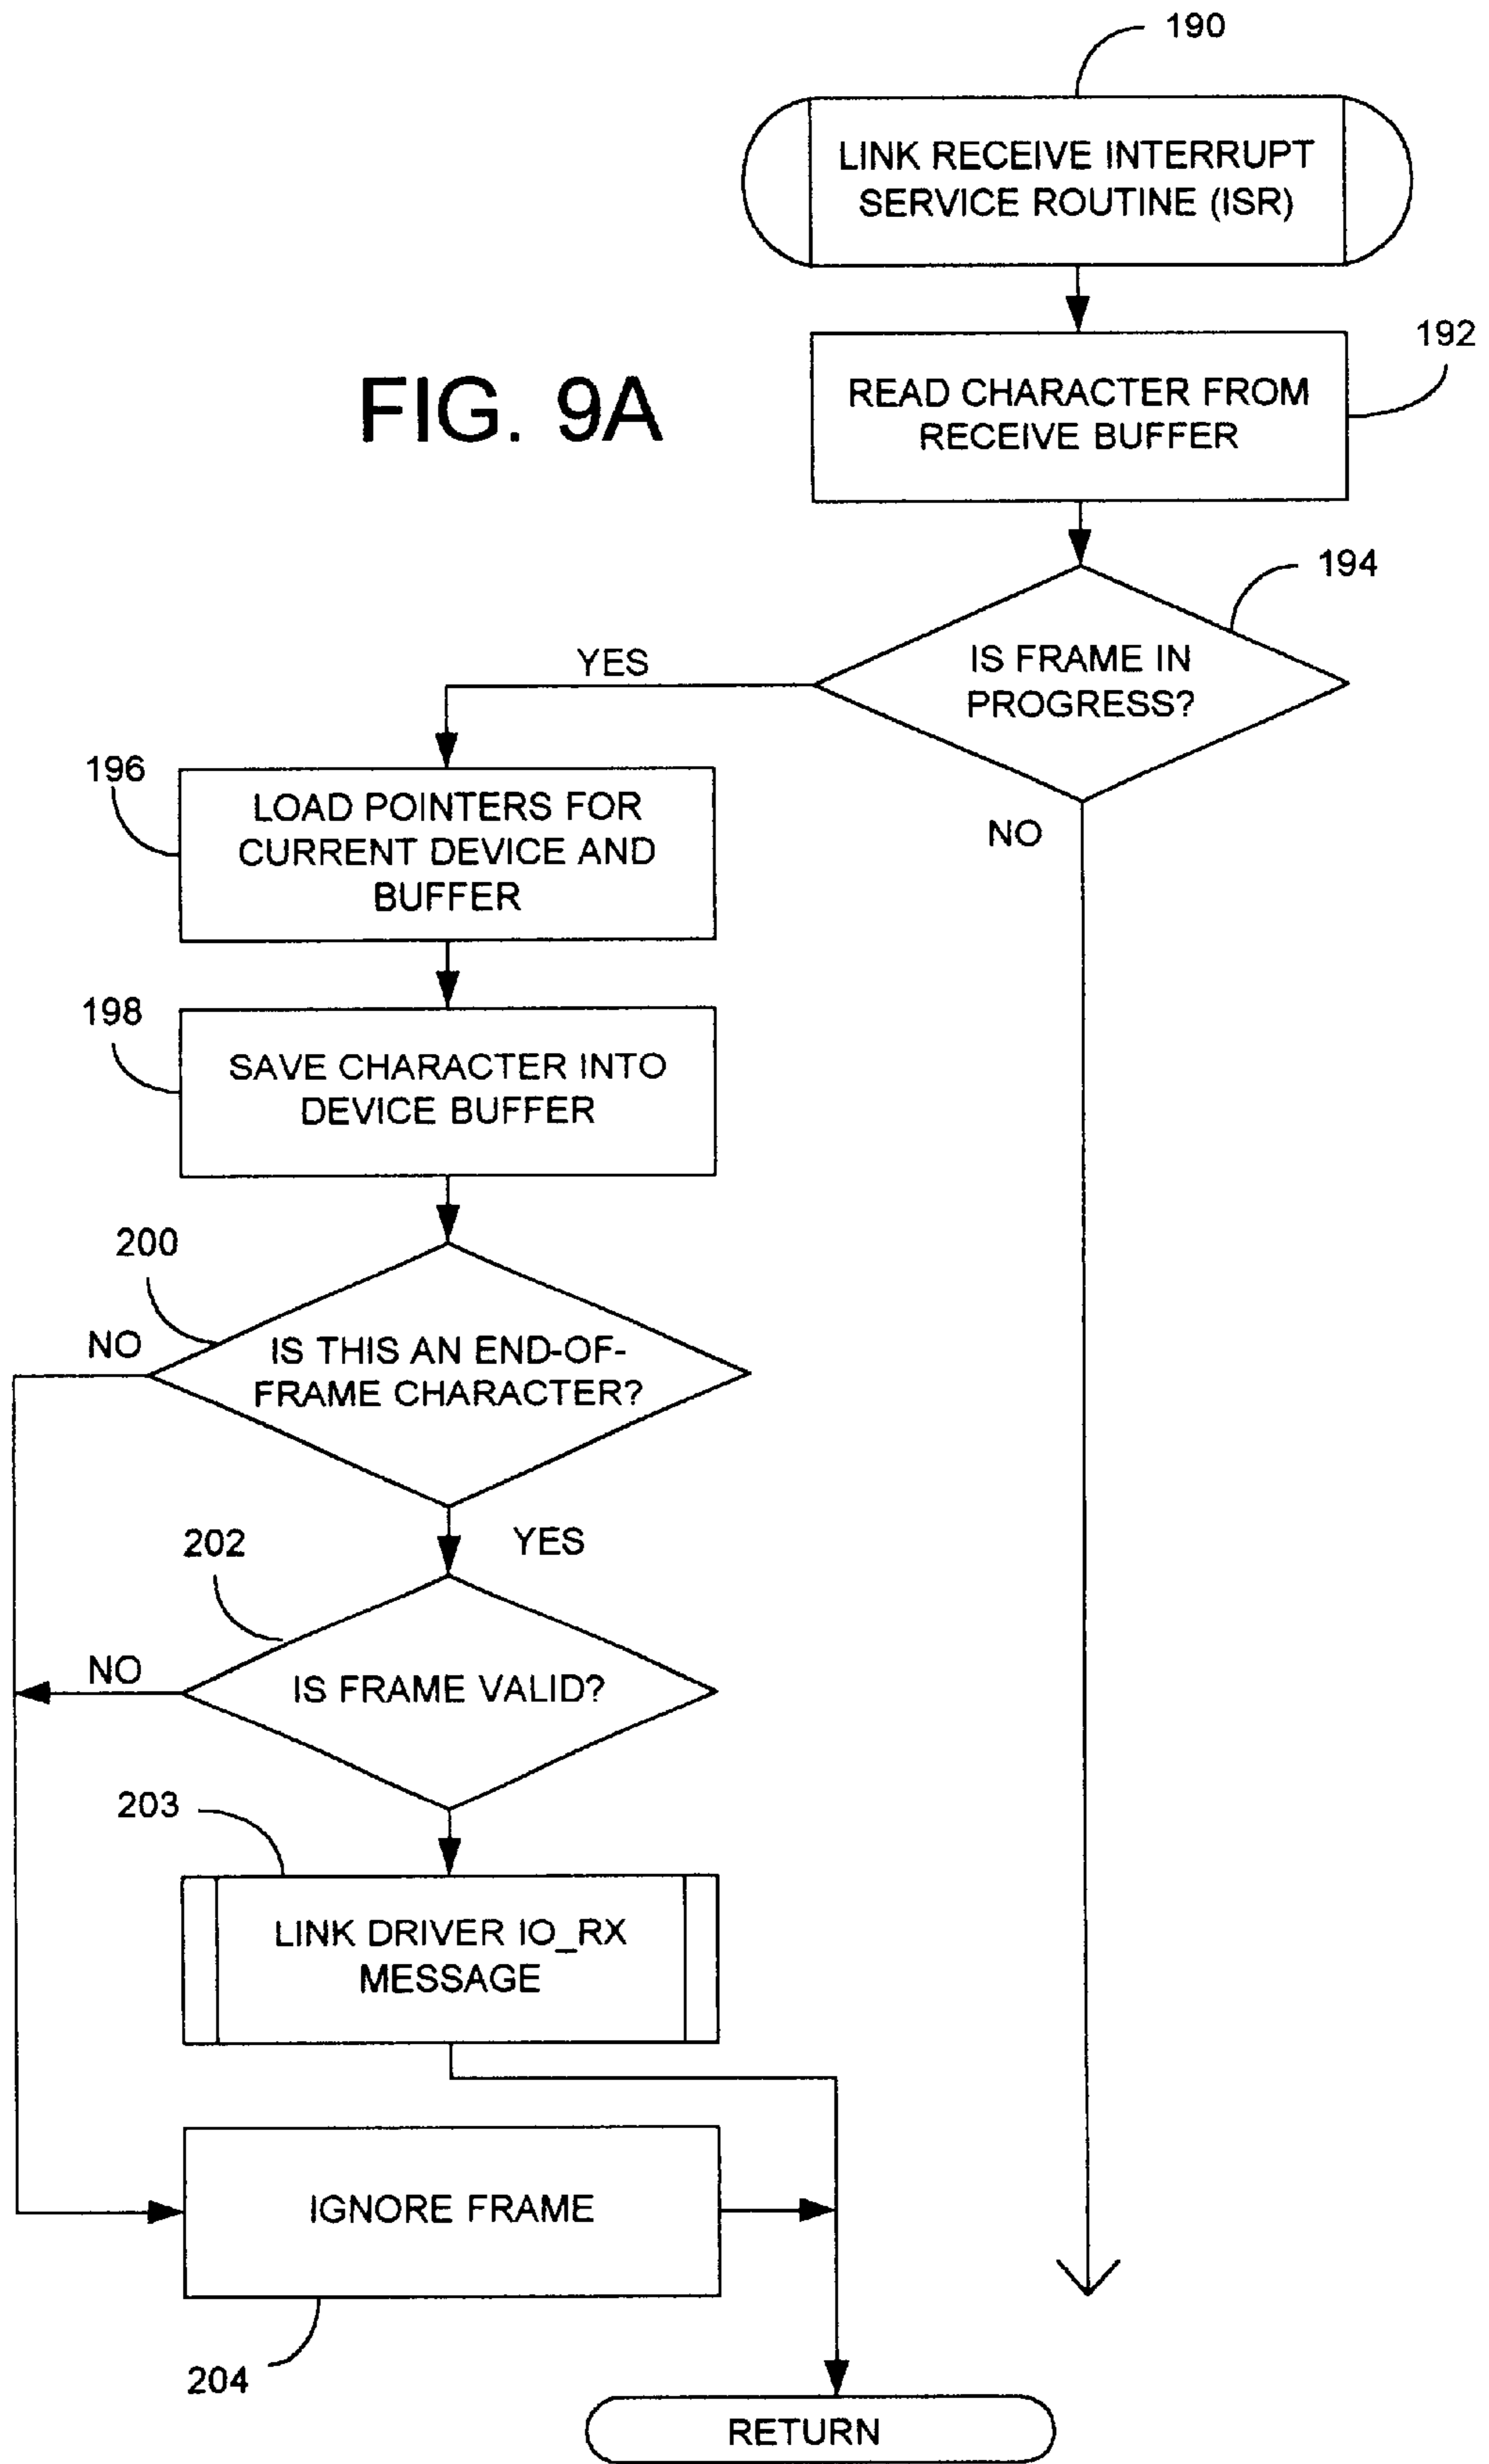 190
LINK RECEIVE INTERRUPT
SERVICE ROUTINE (ISR)
192
READ CHARACTER FROM
RECEIVE BUFFER
FIG. 9A
194
IS FRAME IN
PROGRESS?
YES
NO
196
LOAD POINTERS FOR
CURRENT DEVICE AND
BUFFER
198
SAVE CHARACTER INTO
DEVICE BUFFER
200
NO
IS THIS AN END-OF-
FRAME CHARACTER?
YES
202
NO
IS FRAME VALID?
203
LINK DRIVER IO_RX
MESSAGE
IGNORE FRAME
204
RETURN